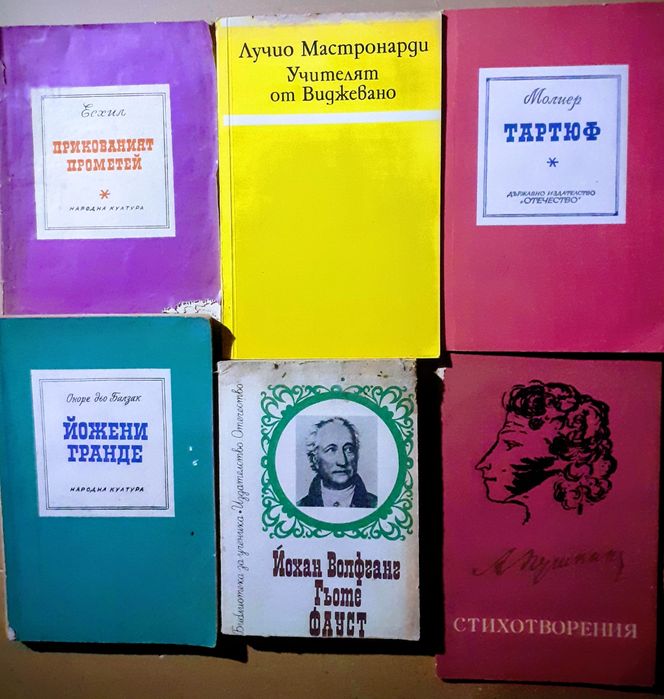 Есхил
ПРИКОВАНИЯТ
ПРОМЕТЕЙ
НАРОДНА КУЛТУРА
Лучио Мастронарди
Учителят
от Виджевано
Молиер
ТАРТЮФ
ДЪРЖАВНО ИЗДАТЕЛСТВО
„ОТЕЧЕСТВО“
Оноре дьо Балзак
ЙОЖЕНИ
ГРАНДЕ
НАРОДНА КУЛТУРА
Библиотека за ученика • Издателство Отечество
Йохан Волфганг
Гьоте
ФАУСТ
А. Пушкинъ
СТИХОТВОРЕНИЯ